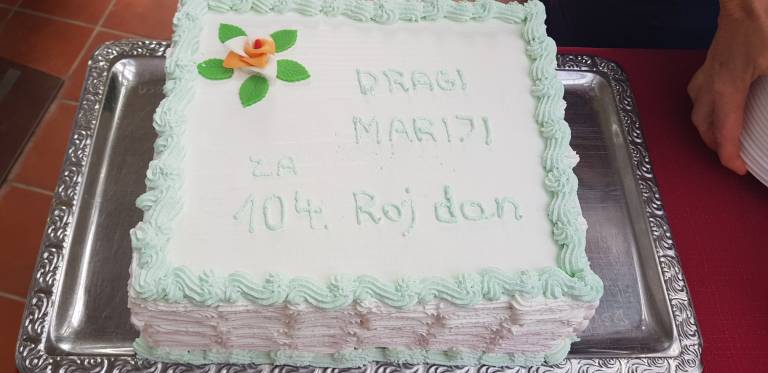 DRAGI
MARIJI
ZA
104. Roj dan